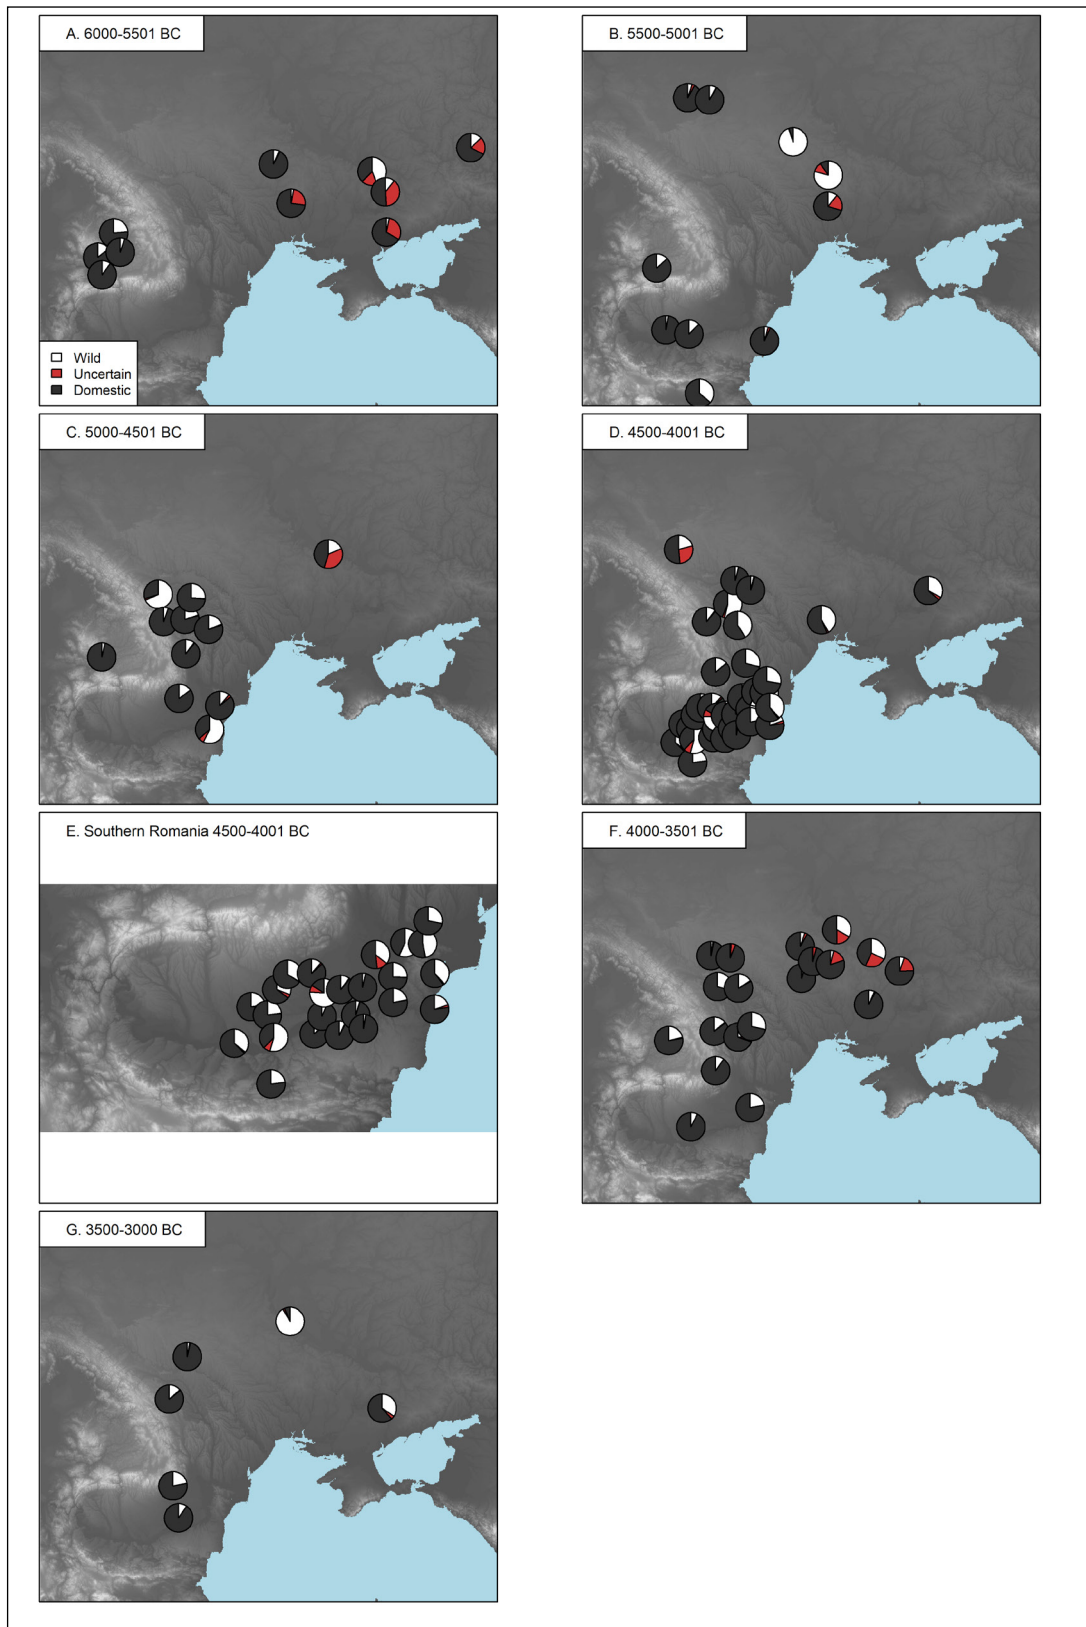 A. 6000-5501 BC
B. 5500-5001 BC
Wild
Uncertain
Domestic
C. 5000-4501 BC
D. 4500-4001 BC
E. Southern Romania 4500-4001 BC
F. 4000-3501 BC
G. 3500-3000 BC